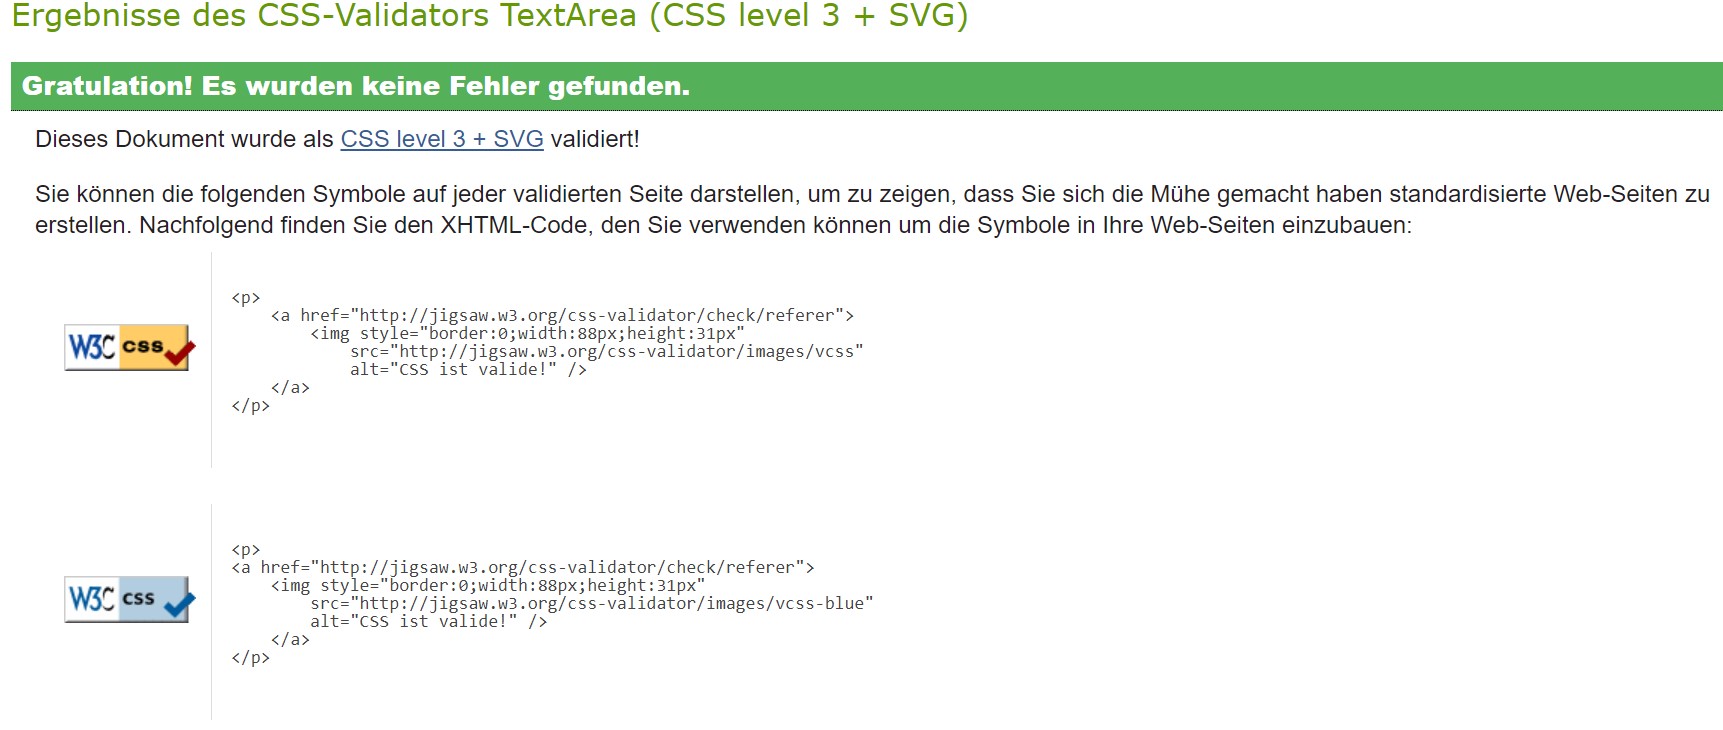 Ergebnisse des CSS-Validators TextArea (CSS level 3 + SVG)
Gratulation! Es wurden keine Fehler gefunden.
Dieses Dokument wurde als CSS level 3 + SVG validiert!
Sie können die folgenden Symbole auf jeder validierten Seite darstellen, um zu zeigen, dass Sie sich die Mühe gemacht haben standardisierte Web-Seiten zu
erstellen. Nachfolgend finden Sie den XHTML-Code, den Sie verwenden können um die Symbole in Ihre Web-Seiten einzubauen:
W3C css
<p>
    <a href="http://jigsaw.w3.org/css-validator/check/referer">
        <img style="border:0;width:88px;height:31px"
            src="http://jigsaw.w3.org/css-validator/images/vcss"
            alt="CSS ist valide!" />
    </a>
</p>
W3C css
<p>
<a href="http://jigsaw.w3.org/css-validator/check/referer">
    <img style="border:0;width:88px;height:31px"
        src="http://jigsaw.w3.org/css-validator/images/vcss-blue"
        alt="CSS ist valide!" />
    </a>
</p>